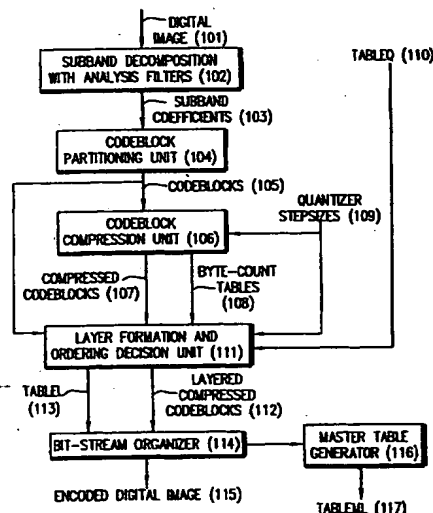 DIGITAL
IMAGE (101)
SUBBAND DECOMPOSITION
WITH ANALYSIS FILTERS (102)
TABLEQ (110)
SUBBAND
COEFFICIENTS (103)
CODEBLOCK
PARTITIONING UNIT (104)
CODEBLOCKS (105)
QUANTIZER
STEPSIZES (109)
CODEBLOCK
COMPRESSION UNIT (106)
COMPRESSED
CODEBLOCKS (107)
BYTE-COUNT
TABLES
(108)
LAYER FORMATION AND
ORDERING DECISION UNIT (111)
TABLEL
(113)
LAYERED
COMPRESSED
CODEBLOCKS (112)
BIT-STREAM ORGANIZER (114)
MASTER TABLE
GENERATOR (116)
ENCODED DIGITAL IMAGE (115)
TABLEML (117)